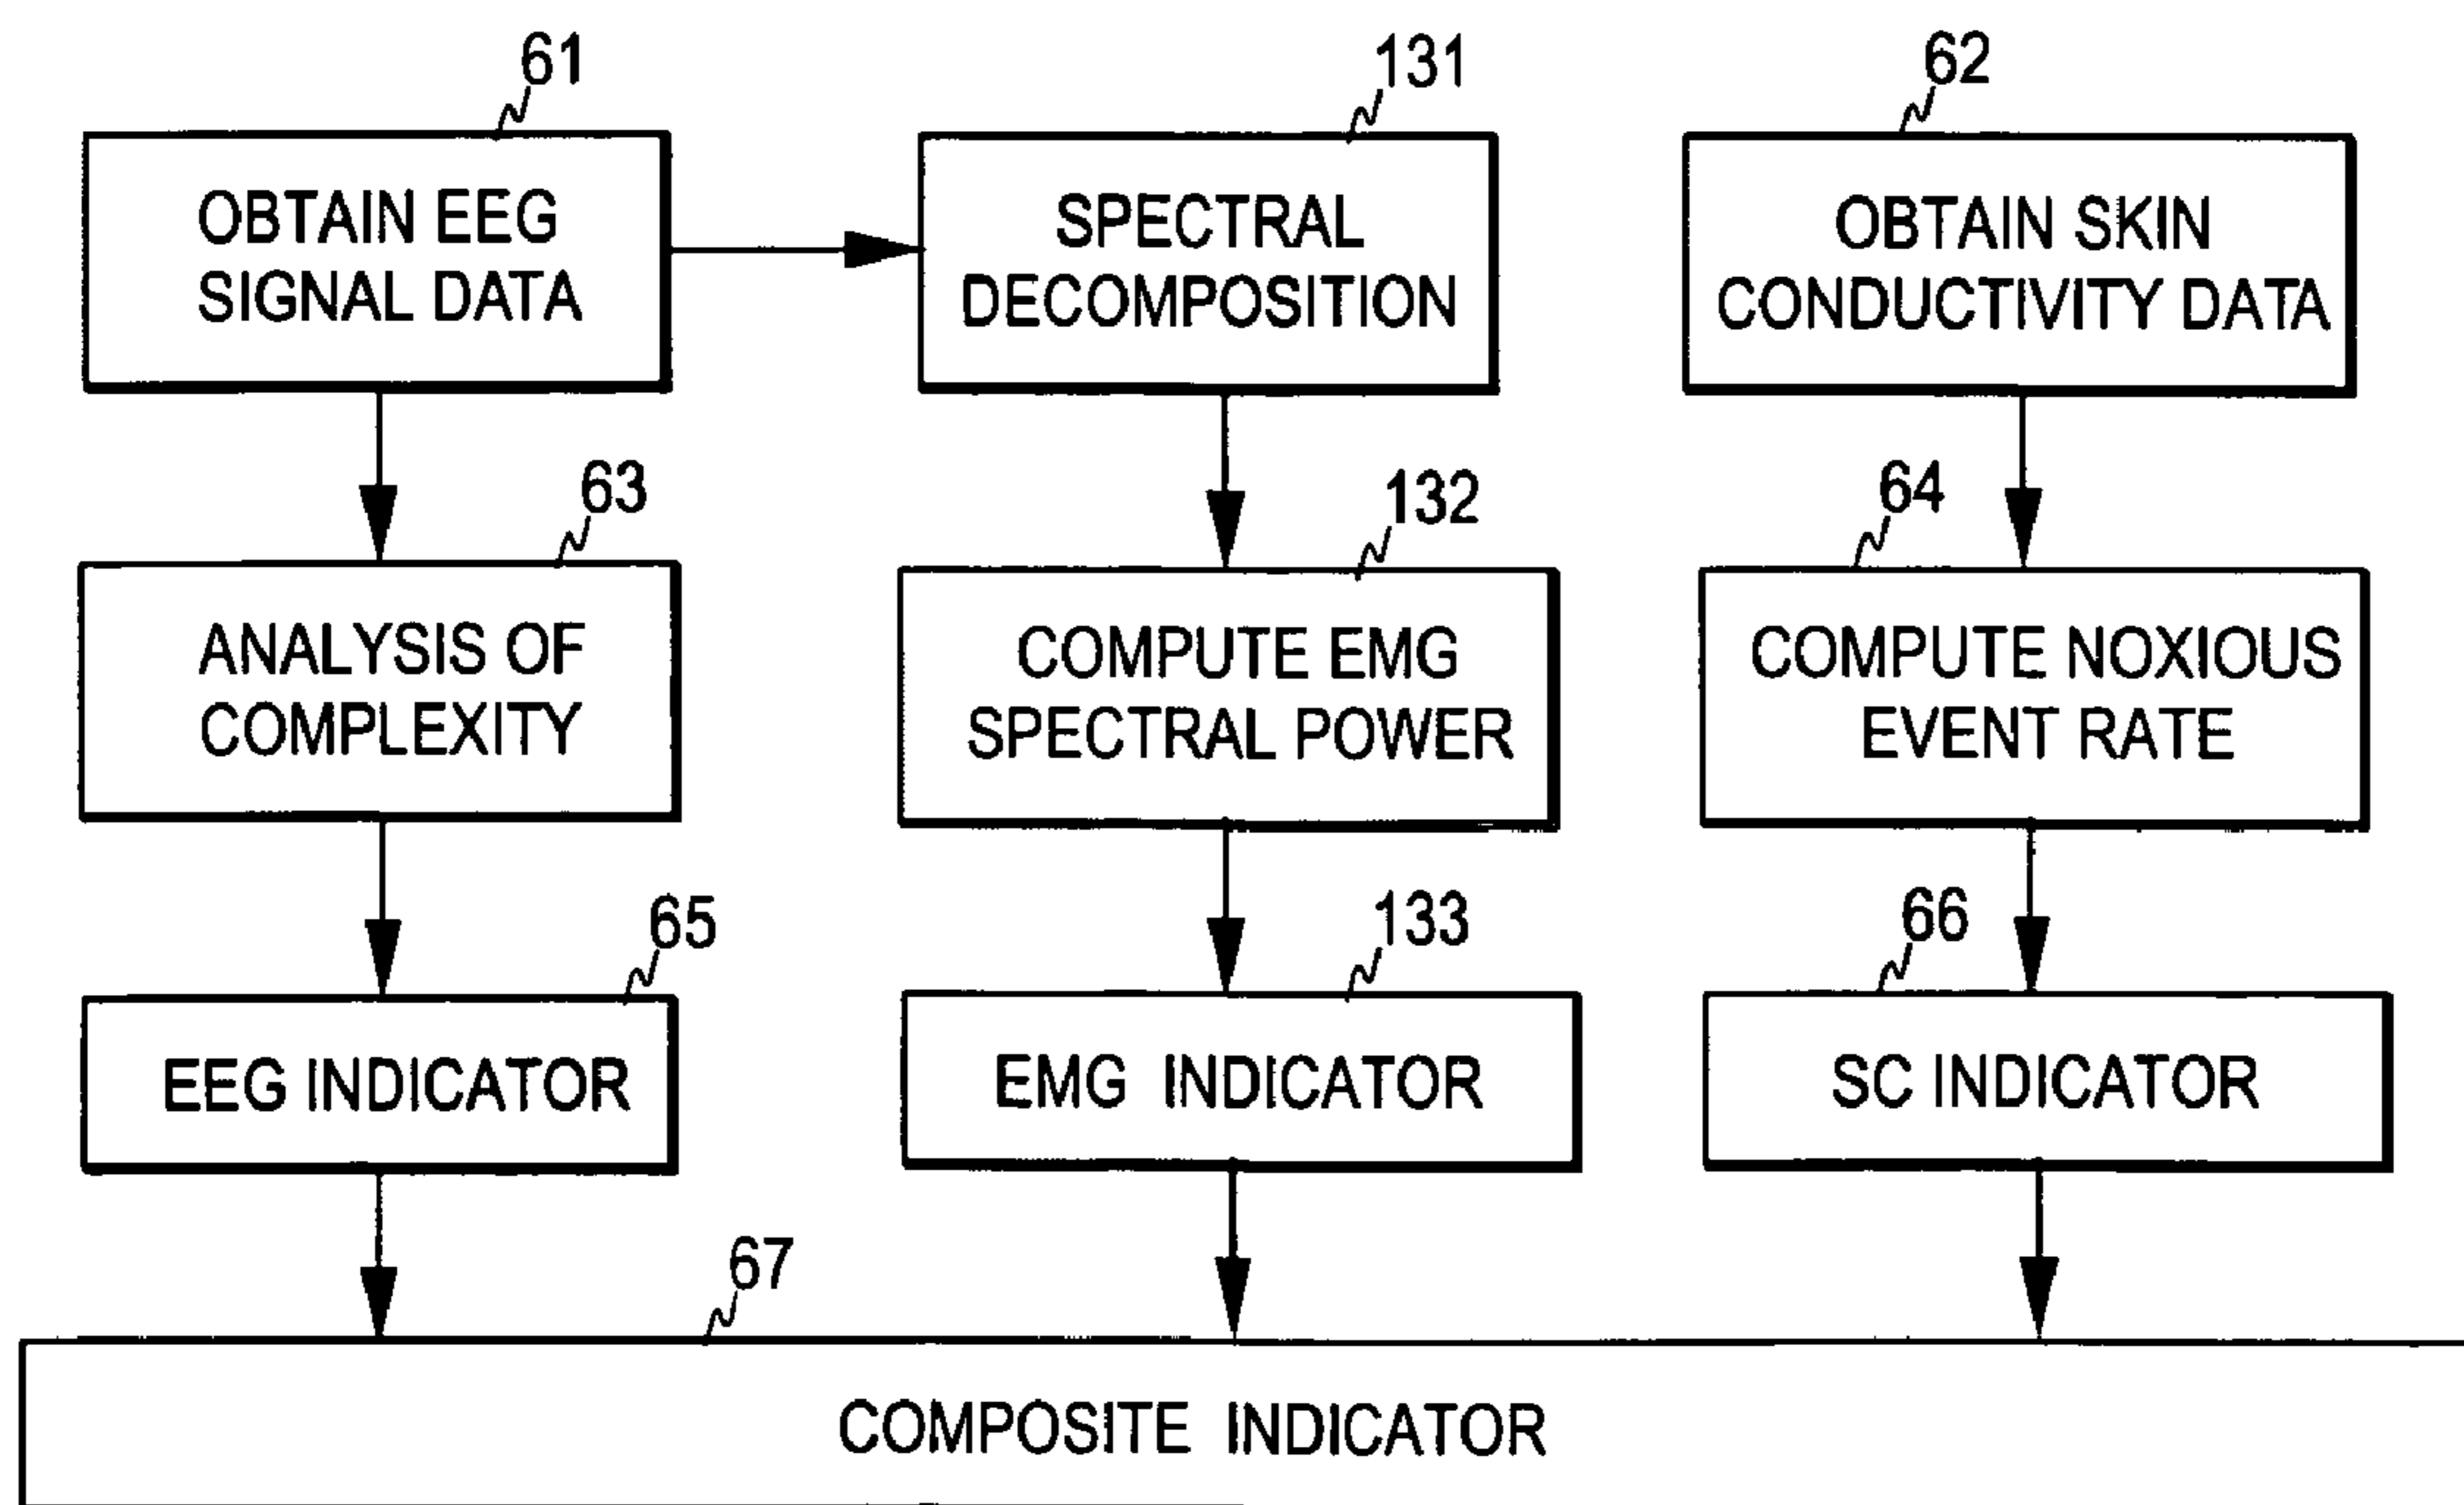 61
131
62
OBTAIN EEG
SIGNAL DATA
SPECTRAL
DECOMPOSITION
OBTAIN SKIN
CONDUCTIVITY DATA
63
132
64
ANALYSIS OF
COMPLEXITY
COMPUTE EMG
SPECTRAL POWER
COMPUTE NOXIOUS
EVENT RATE
65
133
66
EEG INDICATOR
EMG INDICATOR
SC INDICATOR
67
COMPOSITE INDICATOR